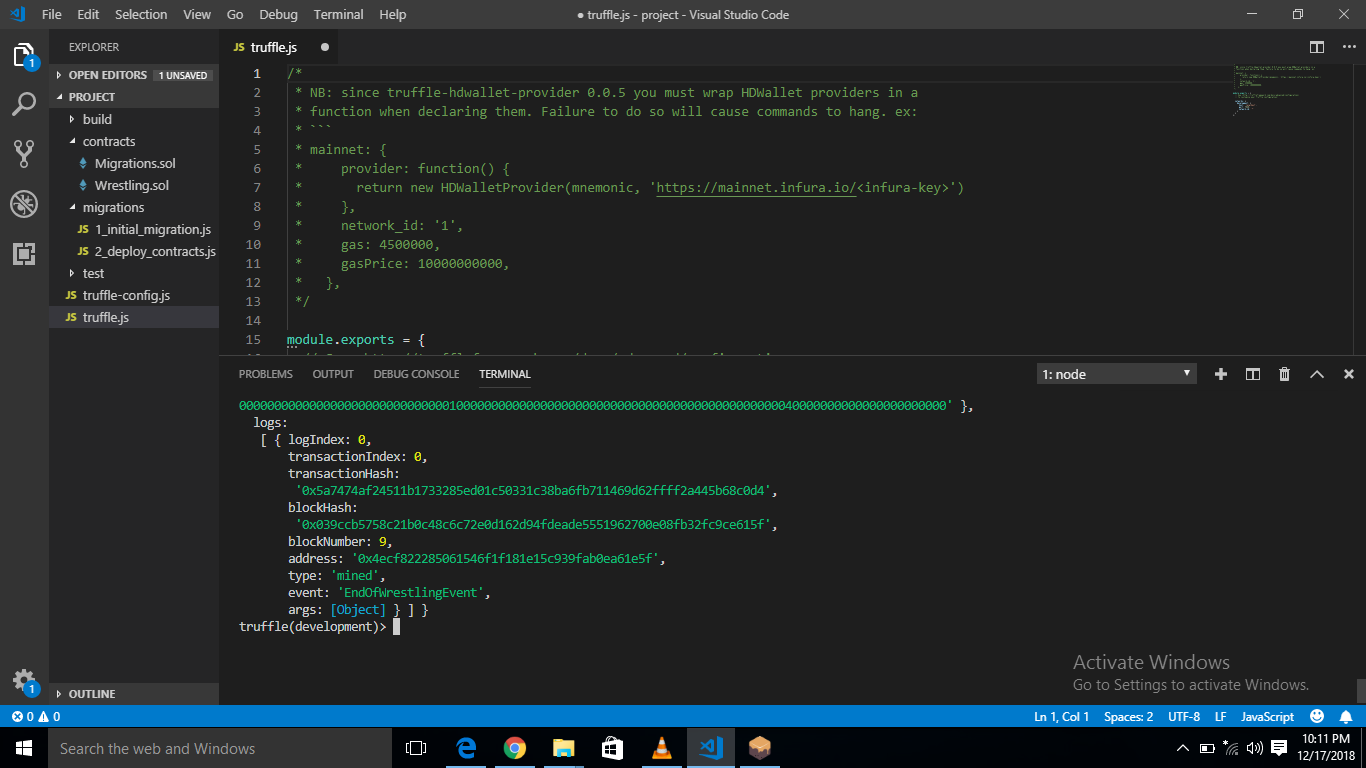 File Edit Selection View Go Debug Terminal Help
● truffle.js - project - Visual Studio Code
EXPLORER
OPEN EDITORS 1 UNSAVED
PROJECT
build
contracts
Migrations.sol
Wrestling.sol
migrations
JS 1_initial_migration.js
JS 2_deploy_contracts.js
test
JS truffle-config.js
JS truffle.js
OUTLINE
1
1
JS truffle.js ●
1 /*
2 * NB: since truffle-hdwallet-provider 0.0.5 you must wrap HDWallet providers in a
3 * function when declaring them. Failure to do so will cause commands to hang. ex:
4 * ```
5 * mainnet: {
6 *     provider: function() {
7 *       return new HDWalletProvider(mnemonic, 'https://mainnet.infura.io/<infura-key>')
8 *     },
9 *     network_id: '1',
10 *     gas: 4500000,
11 *     gasPrice: 10000000000,
12 *   },
13 */
14
15 module.exports = {
PROBLEMS OUTPUT DEBUG CONSOLE TERMINAL
1: node
logs:
[ { logIndex: 0,
transactionIndex: 0,
transactionHash:
'0x5a7474af24511b1733285ed01c50331c38ba6fb711469d62ffff2a445b68c0d4',
blockHash:
'0x039ccb5758c21b0c48c6c72e0d162d94fdeade5551962700e08fb32fc9ce615f',
blockNumber: 9,
address: '0x4ecf822285061546f1f181e15c939fab0ea61e5f',
type: 'mined',
event: 'EndOfWrestlingEvent',
args: [Object] } ] }
truffle(development)>
Activate Windows
Go to Settings to activate Windows.
0 0
Ln 1, Col 1 Spaces: 2 UTF-8 LF JavaScript
Search the web and Windows
10:11 PM
12/17/2018